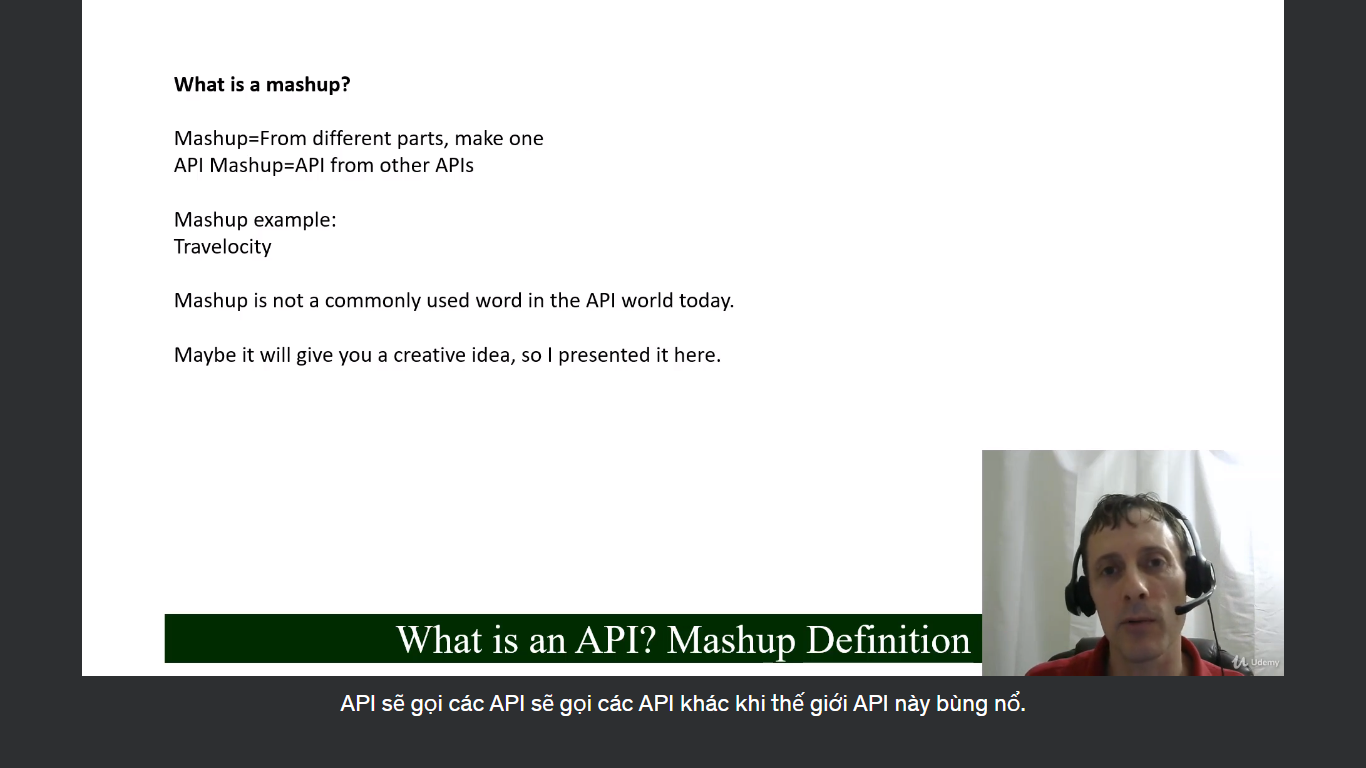 What is a mashup?
Mashup=From different parts, make one
API Mashup=API from other APIs
Mashup example:
Travelocity
Mashup is not a commonly used word in the API world today.
Maybe it will give you a creative idea, so I presented it here.
What is an API? Mashup Definition
Udemy
API sẽ gọi các API sẽ gọi các API khác khi thế giới API này bùng nổ.